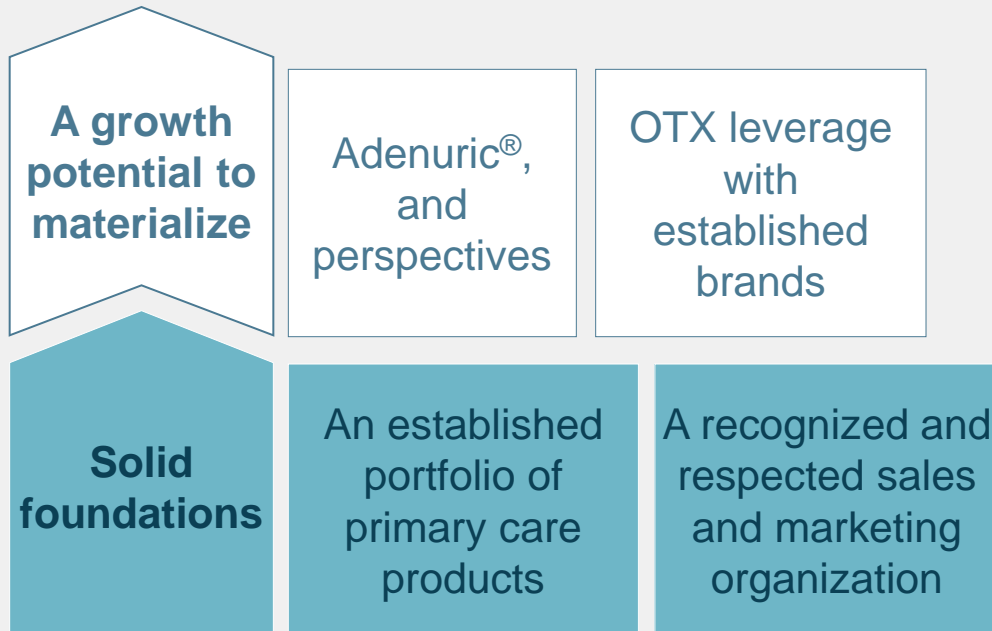 A growth
potential to
materialize
Adenuric®,
and
perspectives
OTX leverage
with
established
brands
Solid
foundations
An established
portfolio of
primary care
products
A recognized and
respected sales
and marketing
organization